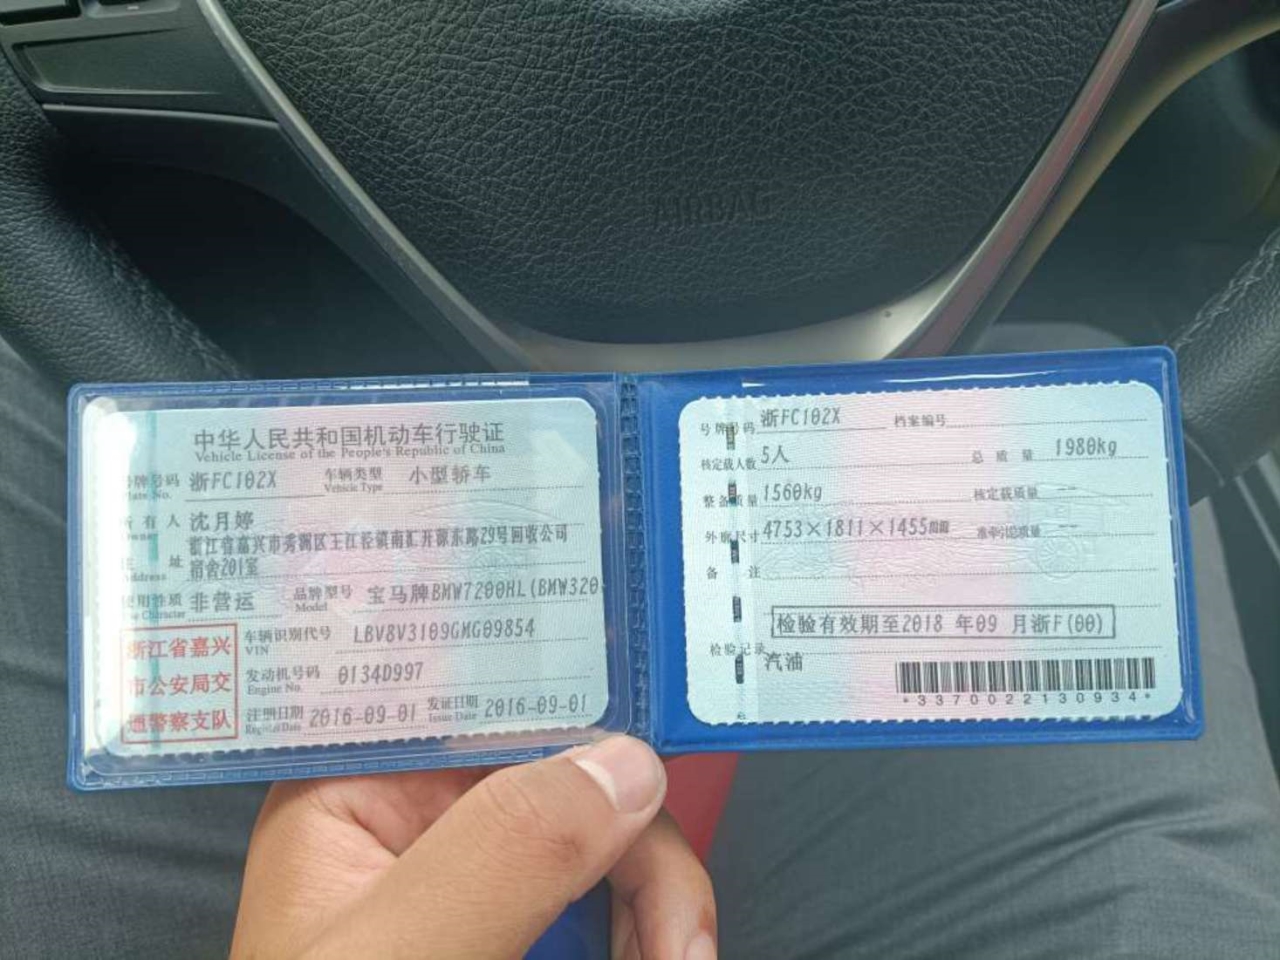 AIRBAG
中华人民共和国机动车行驶证
Vehicle License of the People's Republic of China
号牌号码 浙FC102X 车辆类型 小型轿车
Plate No. Vehicle Type
所有人 沈月婷
Owner
浙江省嘉兴市秀洲区王江泾镇南汇开源东路29号回收公司
住址 宿舍201室
Address
使用性质 非营运 品牌型号 宝马牌BMW7200HL(BMW320
Use Character Model
浙江省嘉兴
市公安局交
通警察支队
车辆识别代号 LBV8V3109GMG09854
VIN
发动机号码 0134D997
Engine No.
注册日期 2016-09-01 发证日期 2016-09-01
Register Date Issue Date
号牌号码 浙FC102X 档案编号
核定载人数 5人 总质量 1980kg
整备质量 1560kg 核定载质量 --
外廓尺寸 4753×1811×1455mm 准牵引总质量 --
备注
检验有效期至2018 年09 月浙F(00)
检验记录
汽油
*3370022130934*